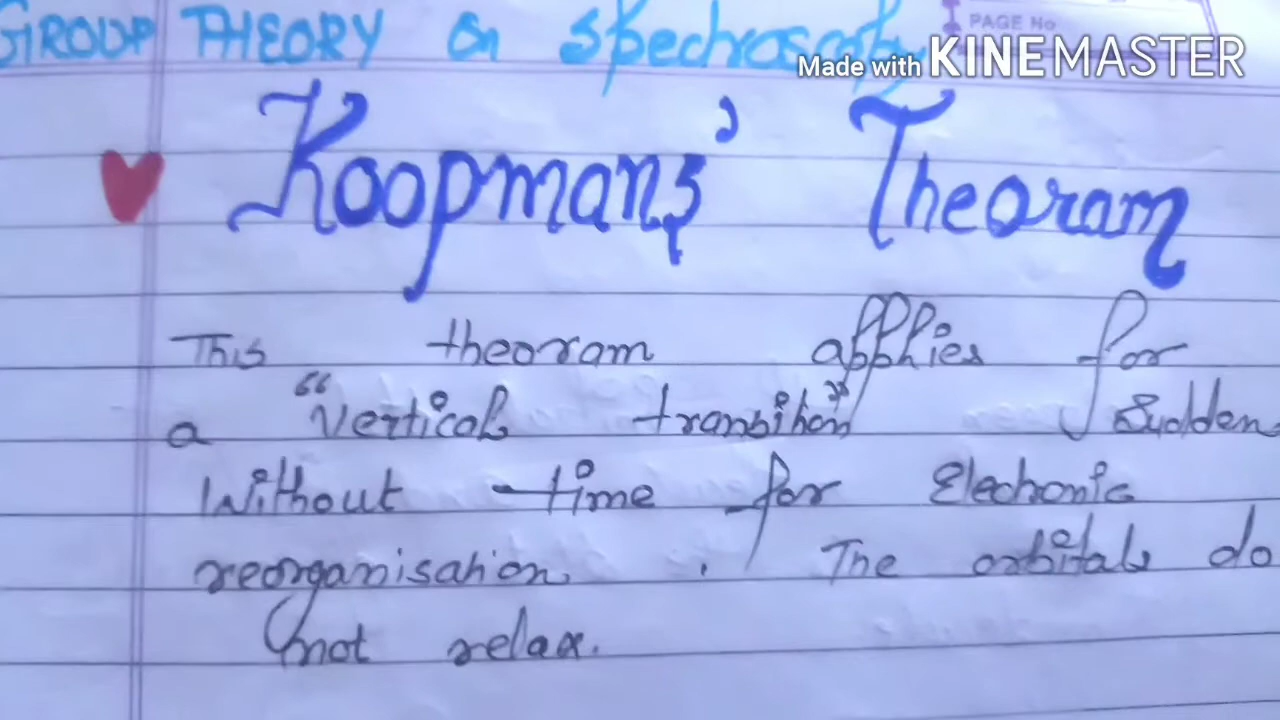 GROUP THEORY on Spectroscopy
PAGE No
Made with KINEMASTER
Koopmans' Theoram
This theoram applies for
a "Vertical transition" Sudden
Without time for Electronic
reorganisation. The orbitals do
not relax.